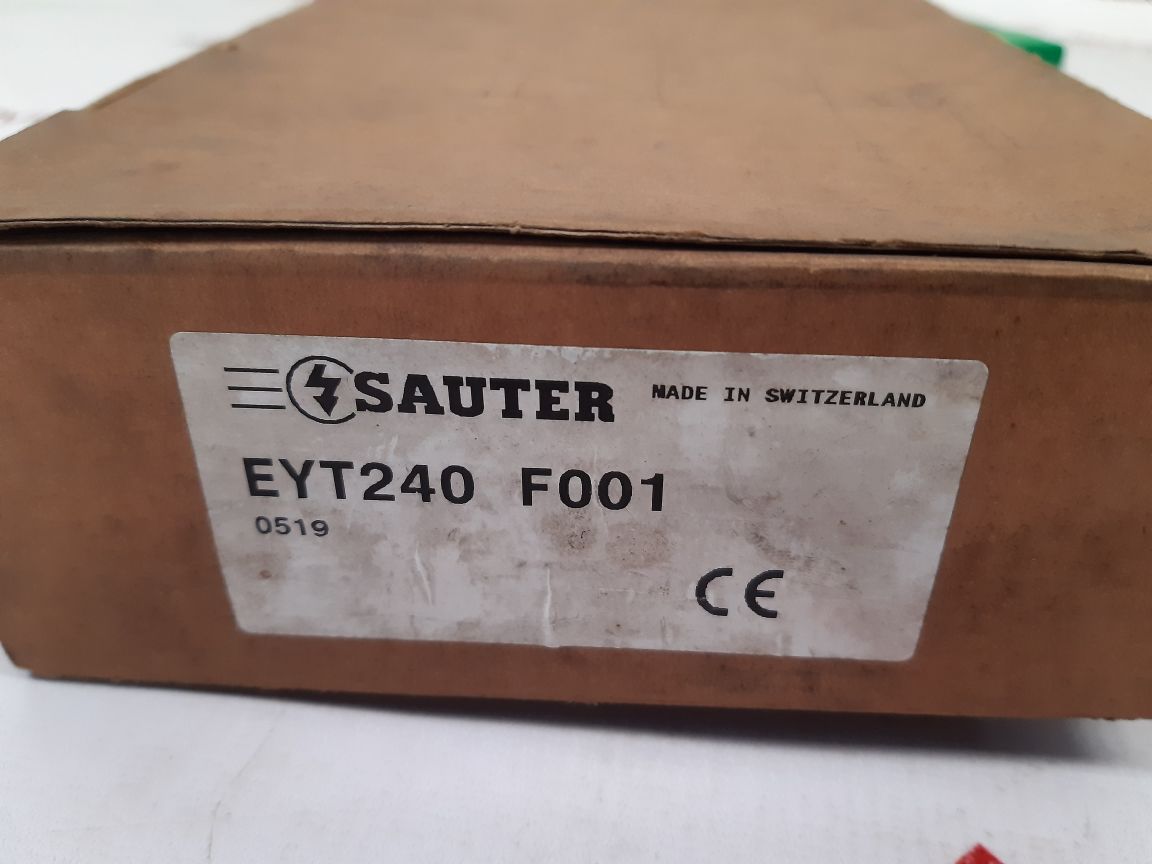 SAUTER MADE IN SWITZERLAND
EYT240 F001
0519
CE